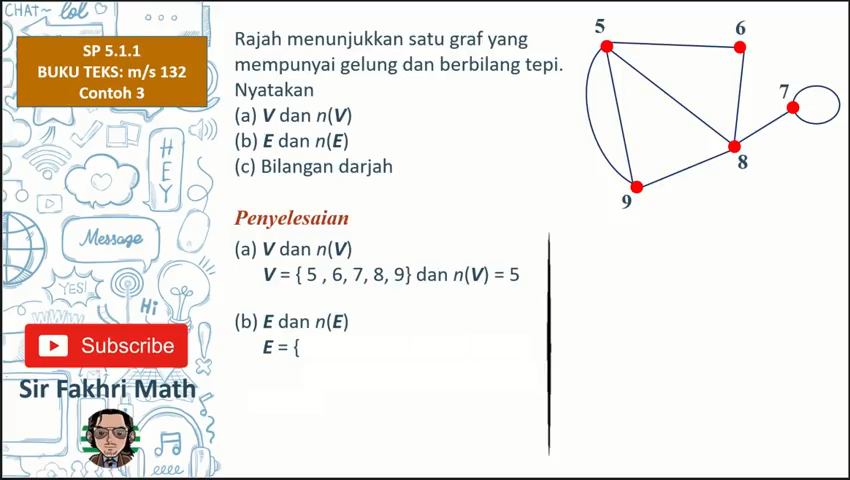 CHAT~ lol
SP 5.1.1
BUKU TEKS: m/s 132
Contoh 3
HEY
Message
YES!
Hi
Subscribe
Sir Fakhri Math
Rajah menunjukkan satu graf yang
mempunyai gelung dan berbilang tepi.
Nyatakan
(a) V dan n(V)
(b) E dan n(E)
(c) Bilangan darjah
Penyelesaian
(a) V dan n(V)
V = { 5 , 6, 7, 8, 9} dan n(V) = 5
(b) E dan n(E)
E = {
5
6
7
8
9